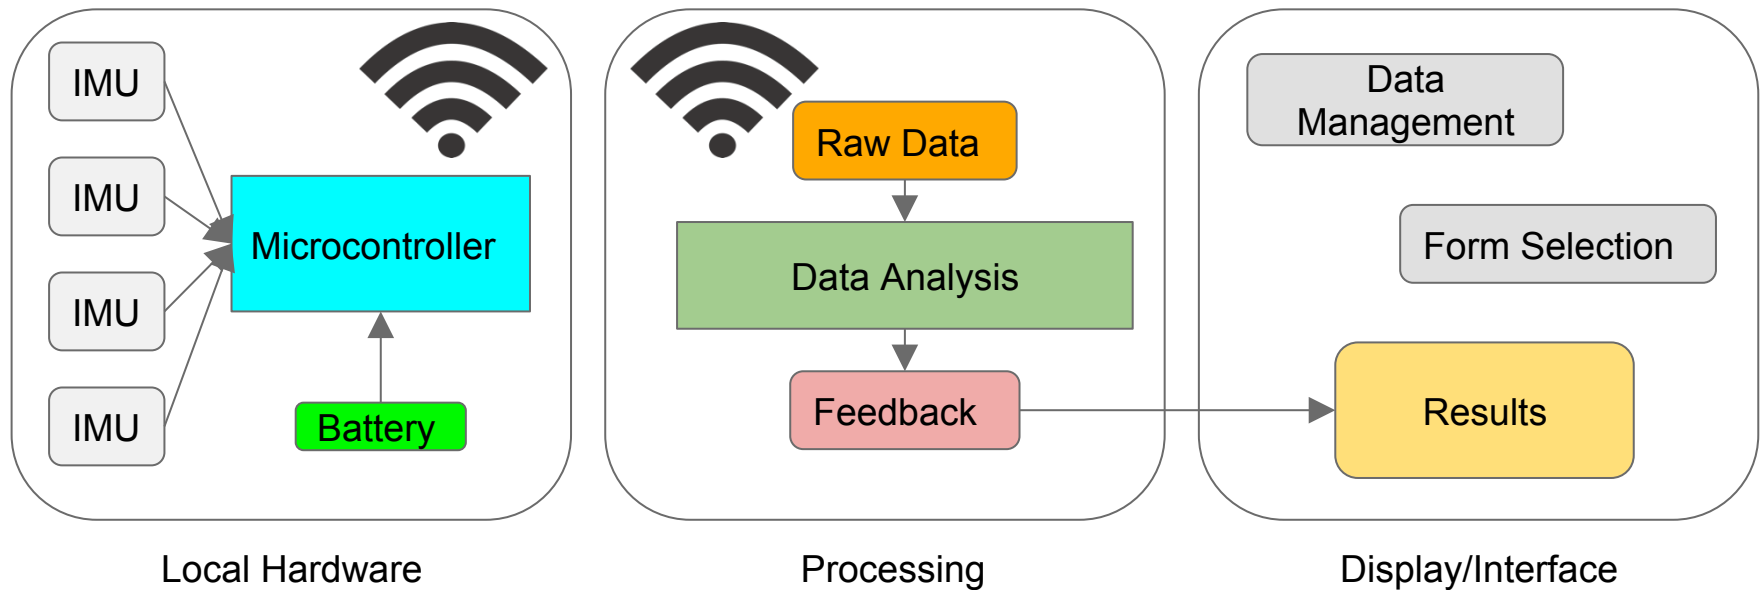 IMU
IMU
IMU
IMU
Microcontroller
Battery
Local Hardware
Raw Data
Data Analysis
Feedback
Processing
Data
Management
Form Selection
Results
Display/Interface